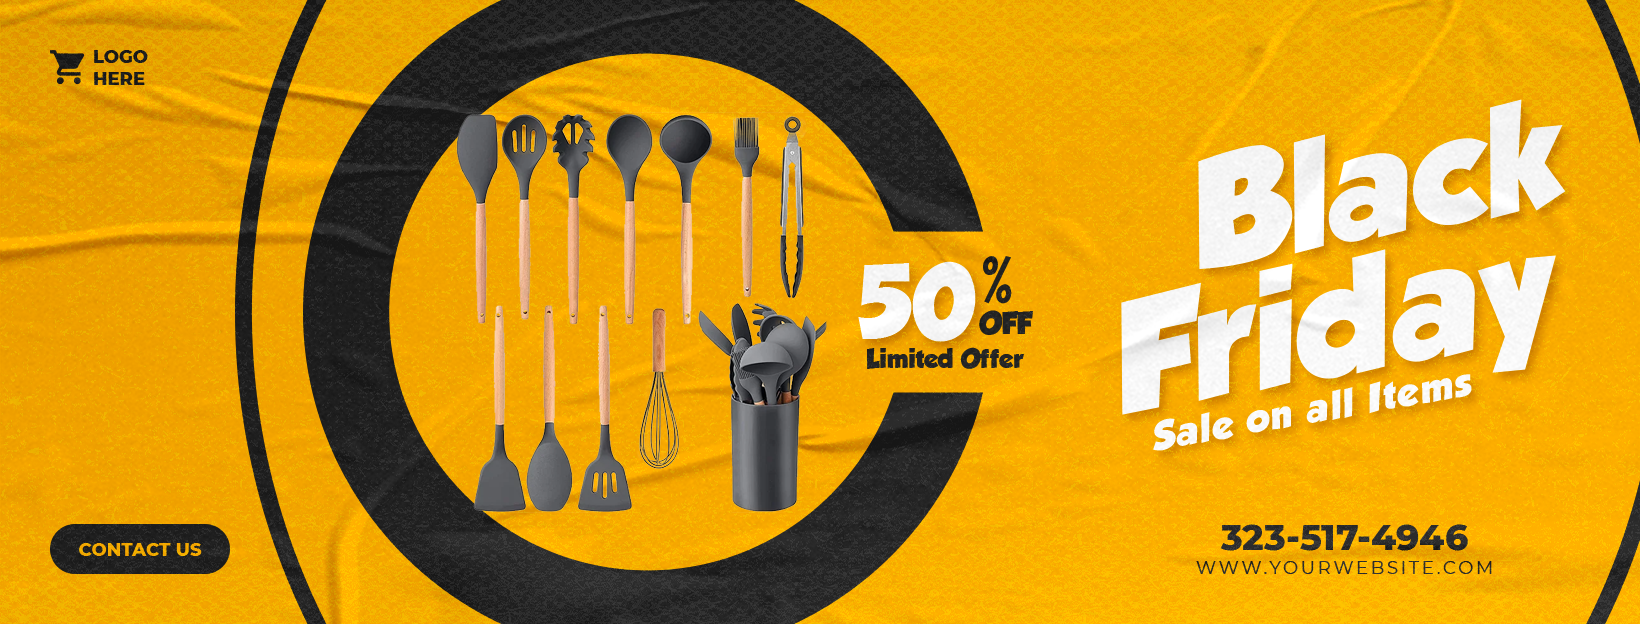 LOGO
HERE
50%
OFF
Limited Offer
Black
Friday
Sale on all Items
CONTACT US
323-517-4946
WWW.YOURWEBSITE.COM